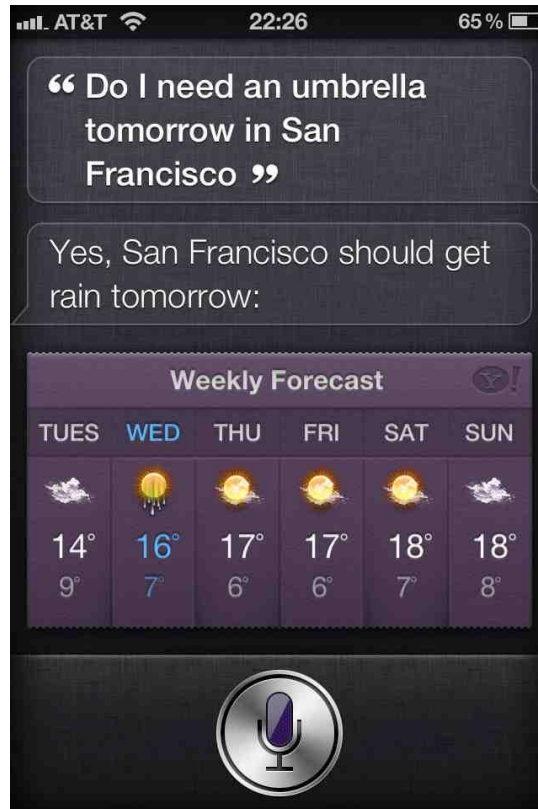 AT&T 22:26 65%
“ Do I need an umbrella
tomorrow in San
Francisco ”
Yes, San Francisco should get
rain tomorrow:
Weekly Forecast Y!
TUES WED THU FRI SAT SUN
14° 16° 17° 17° 18° 18°
9° 7° 6° 6° 7° 8°